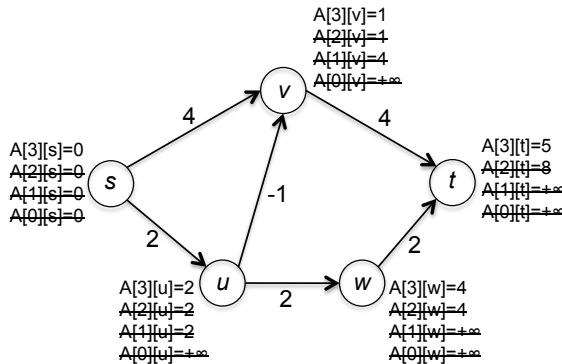 A[3][v]=1
A[2][v]=1
A[1][v]=4
A[0][v]=+∞
v
4
4
A[3][s]=0
A[2][s]=0
A[1][s]=0
A[0][s]=0
s
-1
A[3][t]=5
A[2][t]=8
A[1][t]=+∞
A[0][t]=+∞
t
2
2
u
2
w
A[3][u]=2
A[2][u]=2
A[1][u]=2
A[0][u]=+∞
A[3][w]=4
A[2][w]=4
A[1][w]=+∞
A[0][w]=+∞